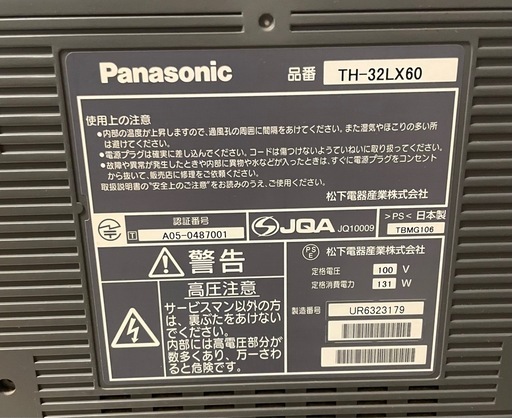 Panasonic 品番 TH-32LX60
使用上の注意
●内部の温度が上昇しますので、通風孔の周囲に間隔をあけてください。また湿気やほこりの多い所
は避けてください。
●電源プラグは確実に差し込んでください。コードは傷つけないようていねいに取り扱ってください。
●故障や異常が発生したときや内部に異物や水などが入ったときは、すぐに電源プラグをコンセント
から抜いて、販売店に修理をご依頼ください。
取扱説明書の"安全上のご注意"をお読みのうえ、ご使用ください。
松下電器産業株式会社
認証番号
T A05-0487001
JQA JQ10009
>PS< 日本製
TBMG106
警告
高圧注意
サービスマン以外の方
は、裏ぶたをあけない
でください。
内部には高電圧部分が
数多くあり、万一さわ
ると危険です。
PS
E 松下電器産業株式会社
定格電圧 100 V
定格消費電力 131 W
製造番号 UR6323179